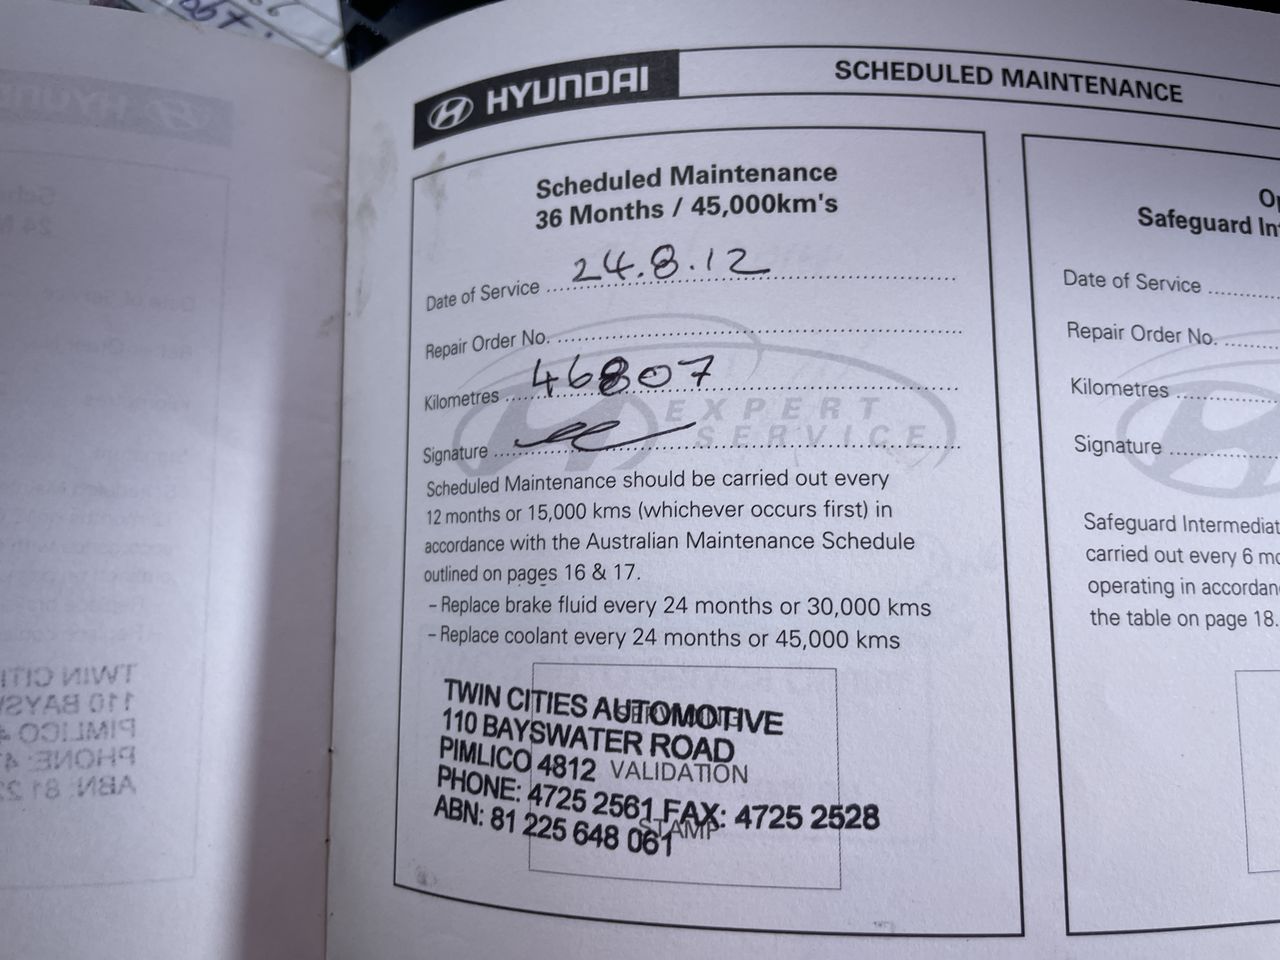 HYUNDAI
SCHEDULED MAINTENANCE
Scheduled Maintenance
36 Months / 45,000km's
Date of Service 24.8.12
Repair Order No.
Kilometres 46807
EXPERT
SERVICE
Signature
Scheduled Maintenance should be carried out every
12 months or 15,000 kms (whichever occurs first) in
accordance with the Australian Maintenance Schedule
outlined on pages 16 & 17.
– Replace brake fluid every 24 months or 30,000 kms
– Replace coolant every 24 months or 45,000 kms
TWIN CITIES AUTOMOTIVE
110 BAYSWATER ROAD
PIMLICO 4812 VALIDATION
PHONE: 4725 2561 FAX: 4725 2528
STAMP
ABN: 81 225 648 061
Safeguard
Date of Service
Repair Order No.
Kilometres
Signature
Safeguard
carried out every 6
operating in
the table on page 18.